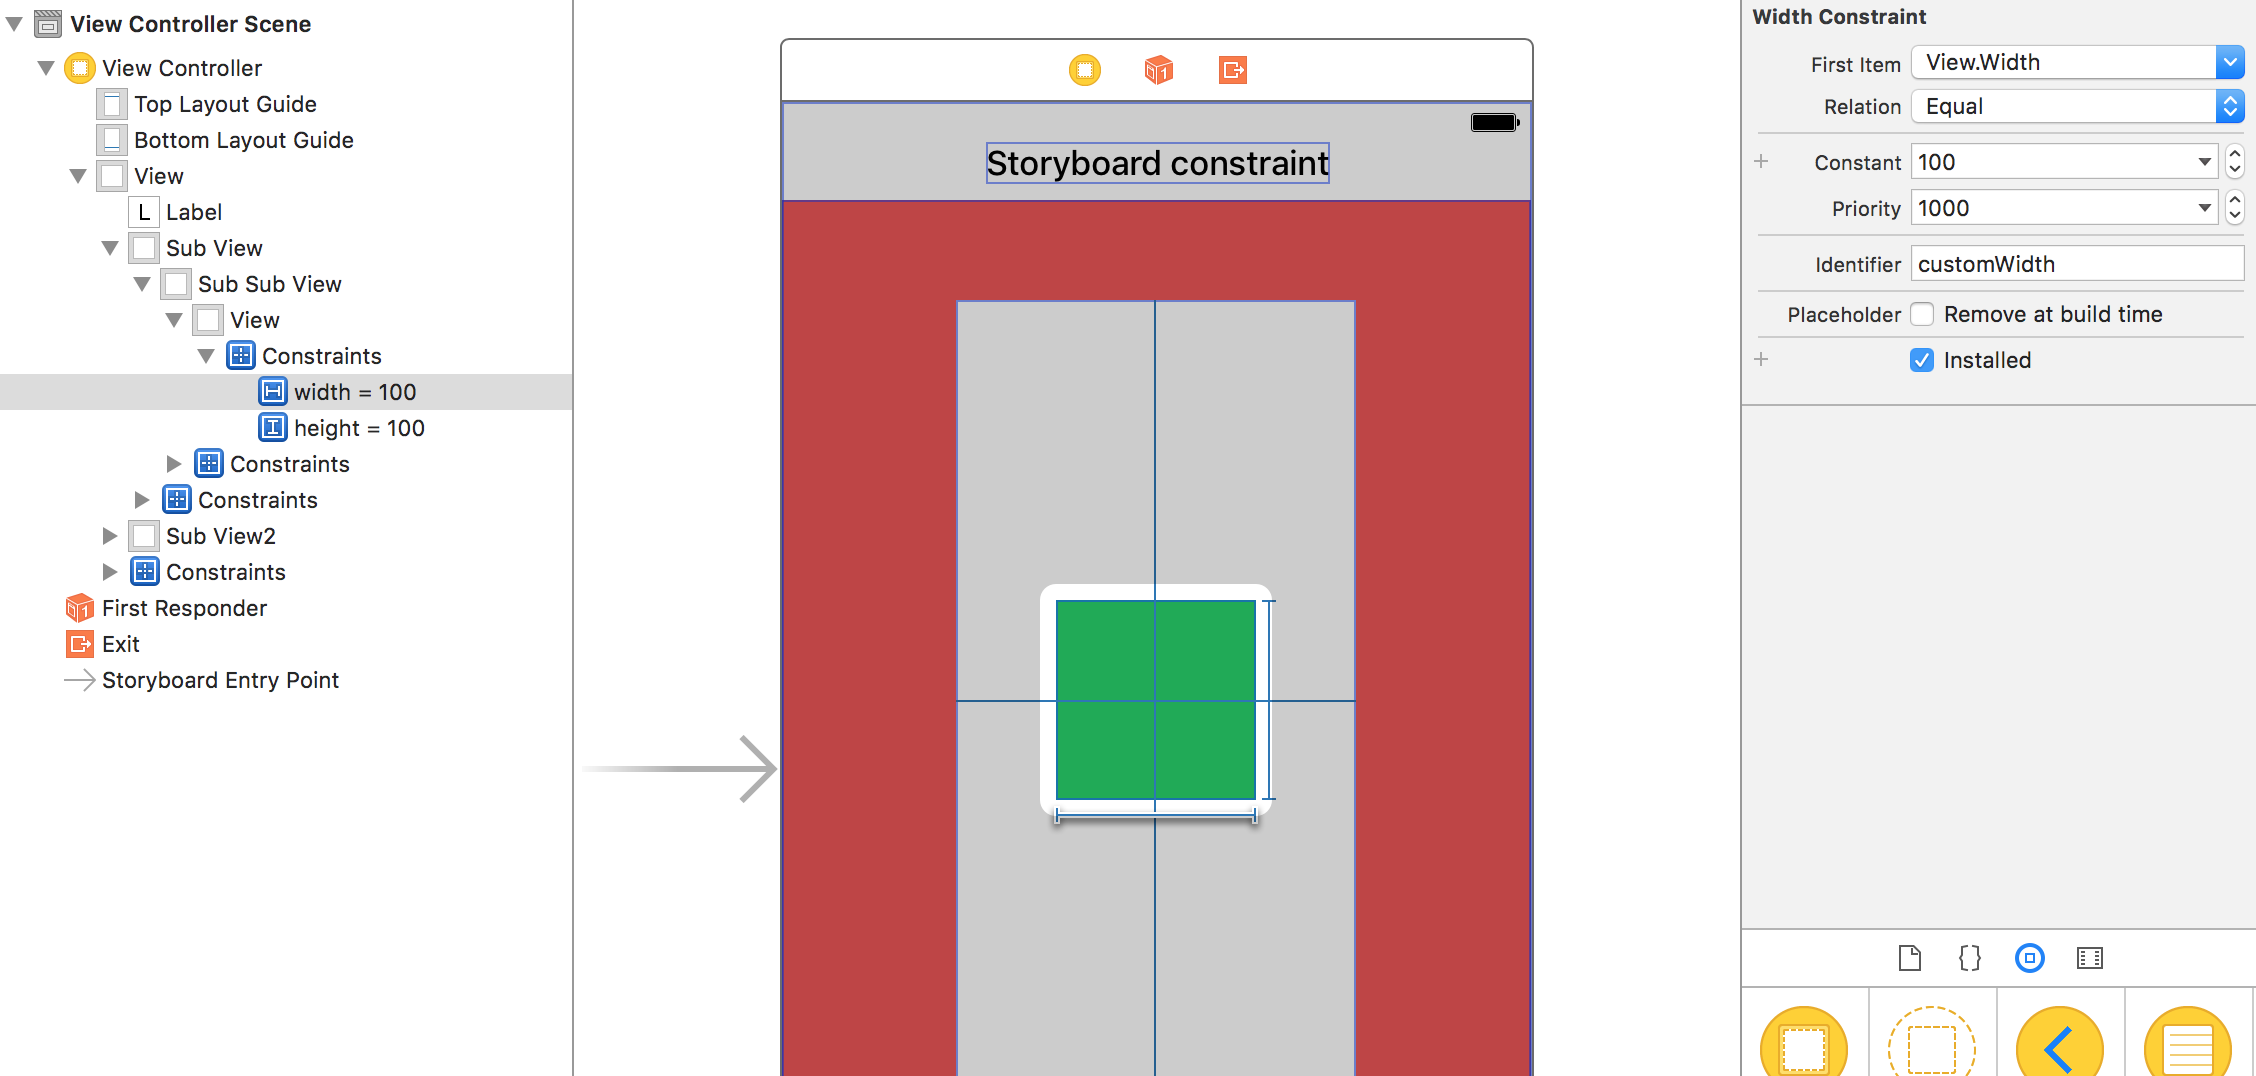 View Controller Scene
View Controller
Top Layout Guide
Bottom Layout Guide
View
L Label
Sub View
Sub Sub View
View
Constraints
width = 100
height = 100
Constraints
Constraints
Sub View2
Constraints
First Responder
Exit
Storyboard Entry Point
Storyboard constraint
Width Constraint
First Item View.Width
Relation Equal
Constant 100
Priority 1000
Identifier customWidth
Placeholder Remove at build time
Installed